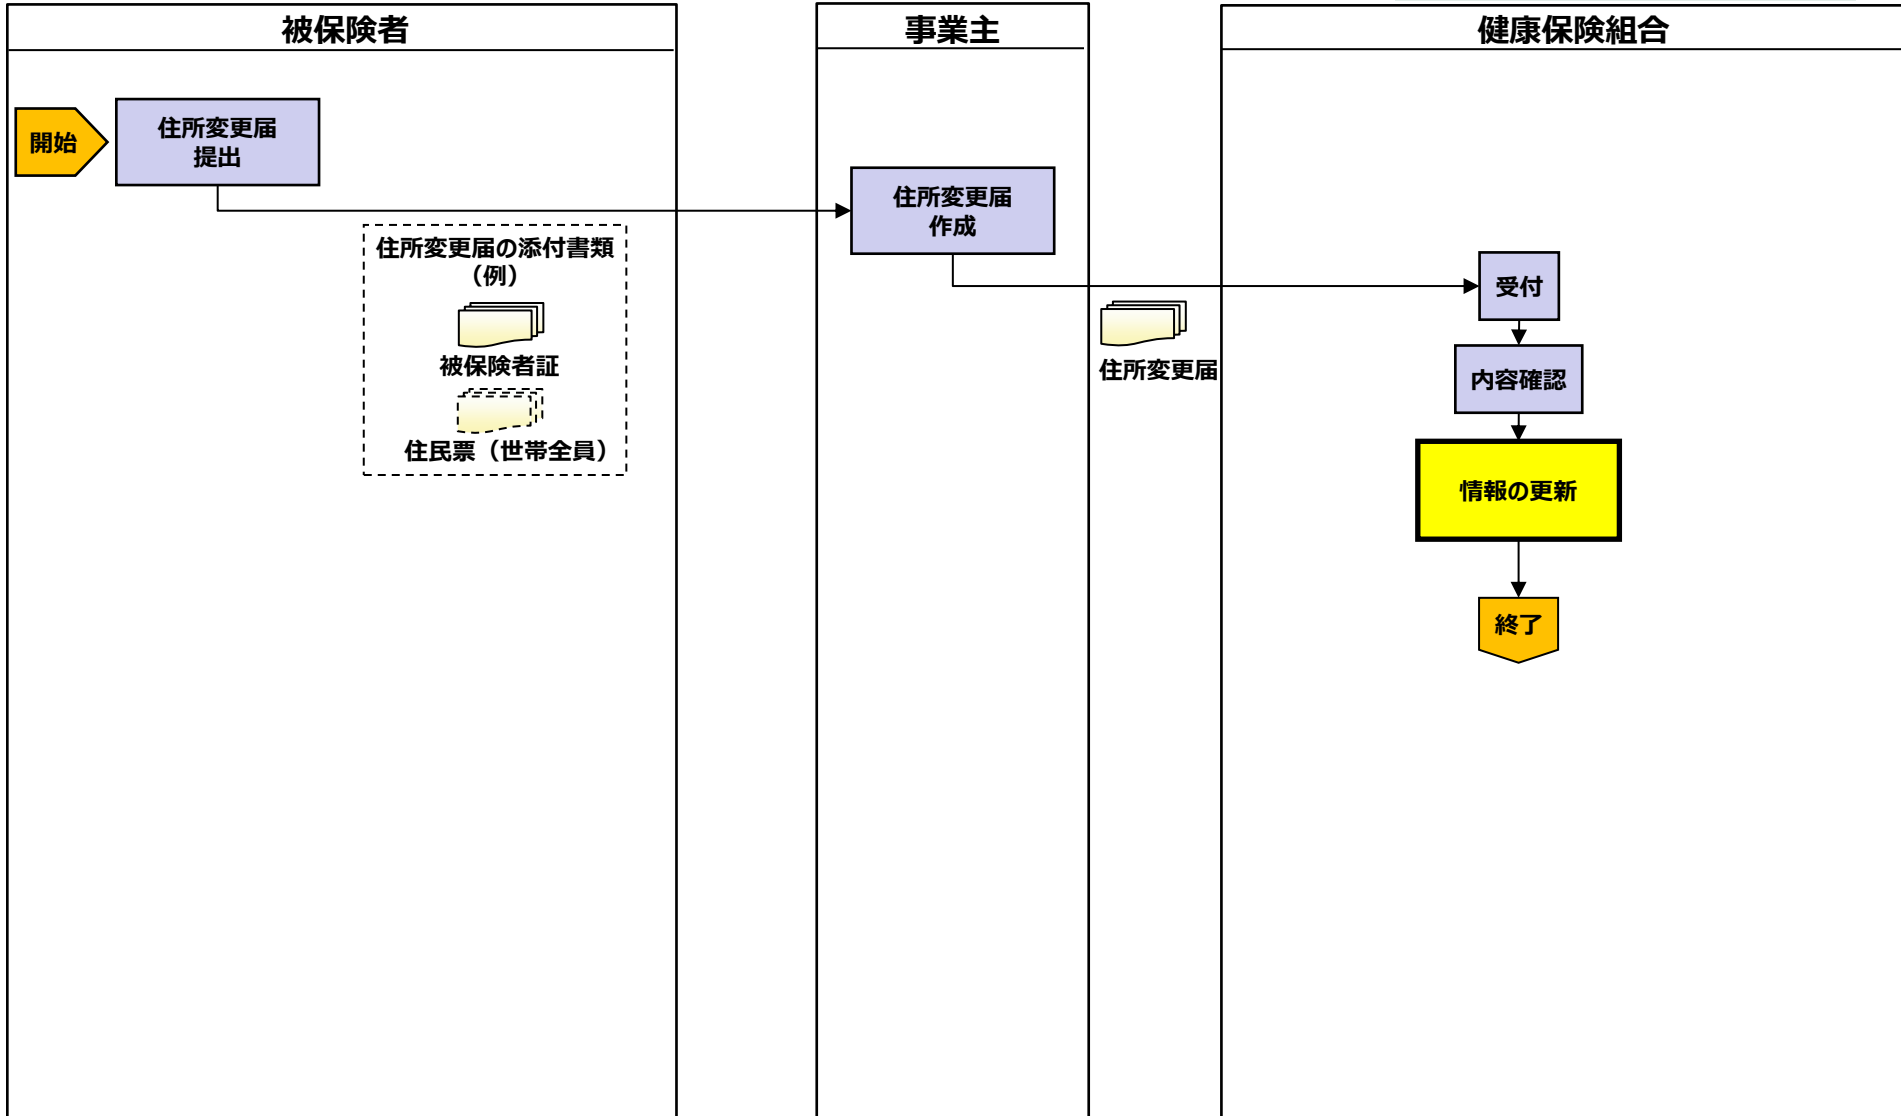 被保険者
事業主
健康保険組合
開始
住所変更届
提出
住所変更届
作成
住所変更届の添付書類
（例）
被保険者証
住民票（世帯全員）
住所変更届
受付
内容確認
情報の更新
終了